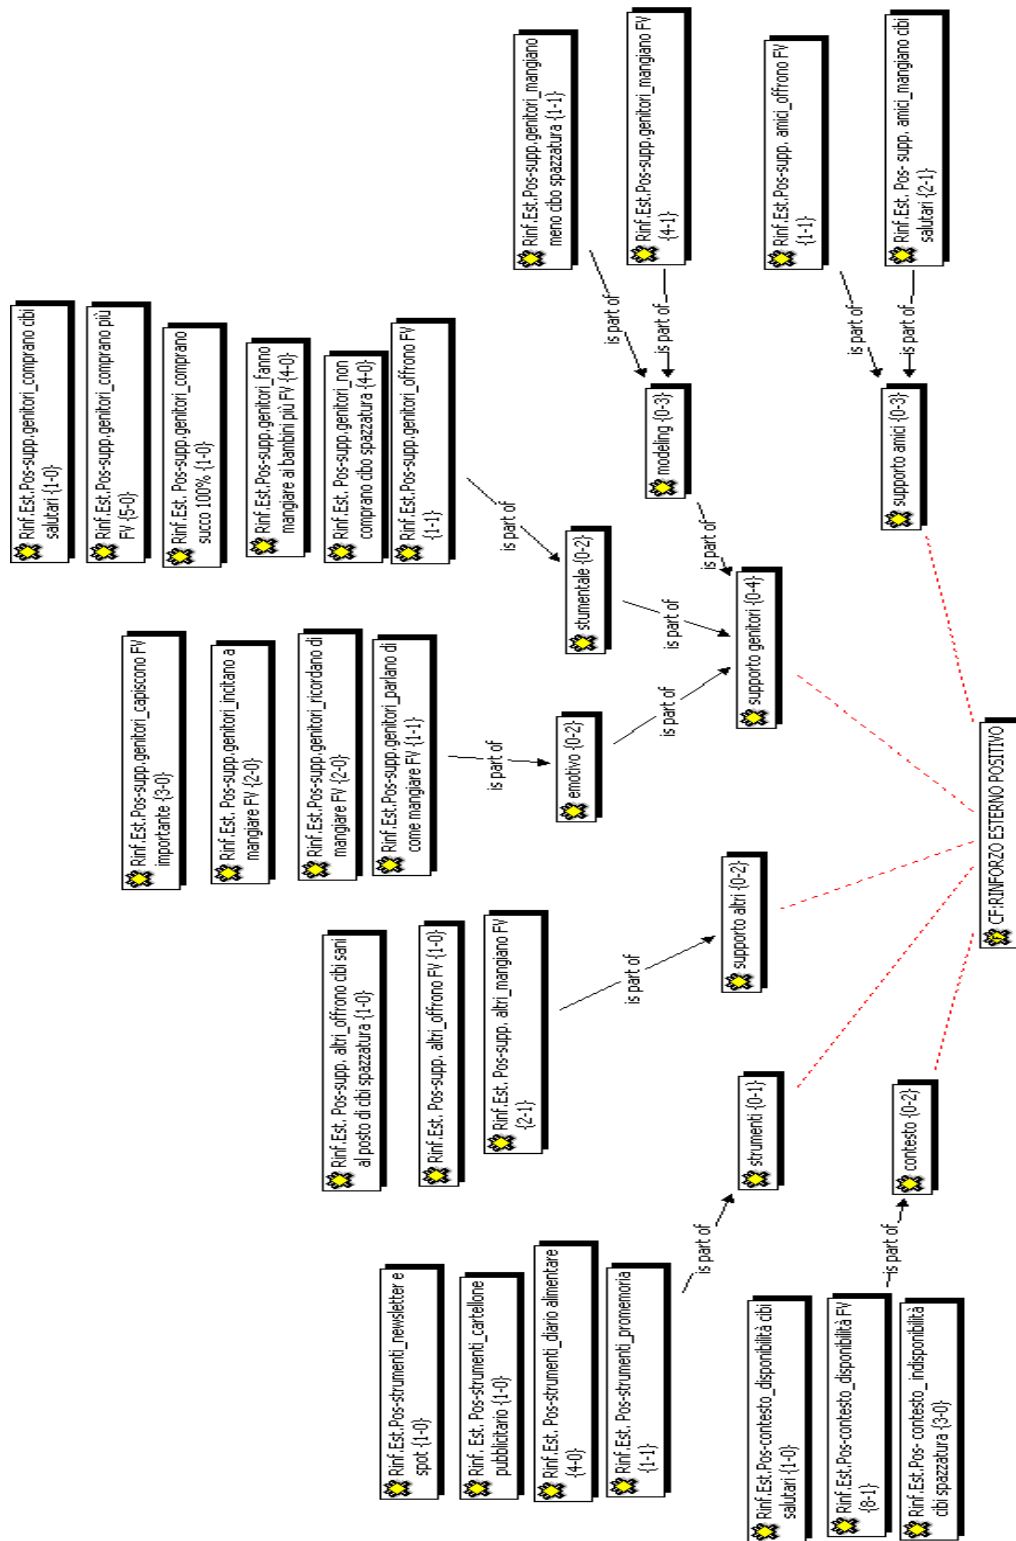 Rinf.Est.Pos-strumenti_newsletter e
spot {1-0}
Rinf. Est. Pos-strumenti_cartellone
pubblicitario {1-0}
Rinf.Est. Pos-strumenti_diario alimentare
{4-0}
Rinf.Est.Pos-strumenti_promemoria
{1-1}
is part of
strumenti {0-1}
Rinf.Est.Pos-contesto_disponibilità cibi
salutari {1-0}
Rinf.Est.Pos-contesto_disponibilità FV
{8-1}
Rinf.Est.Pos- contesto_ indisponibilità
cibi spazzatura {3-0}
is part of
contesto {0-2}
Rinf.Est. Pos-supp. altri_offrono cibi sani
al posto di cibi spazzatura {1-0}
Rinf.Est. Pos-supp. altri_offrono FV {1-0}
Rinf.Est. Pos-supp. altri_mangiano FV
{2-1}
is part of
supporto altri {0-2}
Rinf.Est.Pos-supp.genitori_capiscono FV
importante {3-0}
Rinf.Est. Pos-supp.genitori_incitano a
mangiare FV {2-0}
Rinf.Est.Pos-supp.genitori_ricordano di
mangiare FV {2-0}
Rinf.Est.Pos-supp.genitori_parlano di
come mangiare FV {1-1}
is part of
emotivo {0-2}
is part of
Rinf.Est.Pos-supp.genitori_comprano cibi
salutari {1-0}
Rinf.Est.Pos-supp.genitori_comprano più
FV {5-0}
Rinf.Est. Pos-supp.genitori_comprano
succo 100% {1-0}
Rinf.Est.Pos-supp.genitori_fanno
mangiare ai bambini più FV {4-0}
Rinf.Est.Pos-supp.genitori_non
comprano cibo spazzatura {4-0}
Rinf.Est.Pos-supp.genitori_offrono FV
{1-1}
is part of
stumentale {0-2}
is part of
supporto genitori {0-4}
Rinf.Est.Pos-supp.genitori_mangiano
meno cibo spazzatura {1-1}
Rinf.Est.Pos-supp.genitori_mangiano FV
{4-1}
is part of
is part of
modeling {0-3}
is part of
is part of
Rinf.Est.Pos-supp. amici_offrono FV
{1-1}
Rinf.Est. Pos- supp. amici_mangiano cibi
salutari {2-1}
is part of
is part of
supporto amici {0-3}
CF:RINFORZO ESTERNO POSITIVO